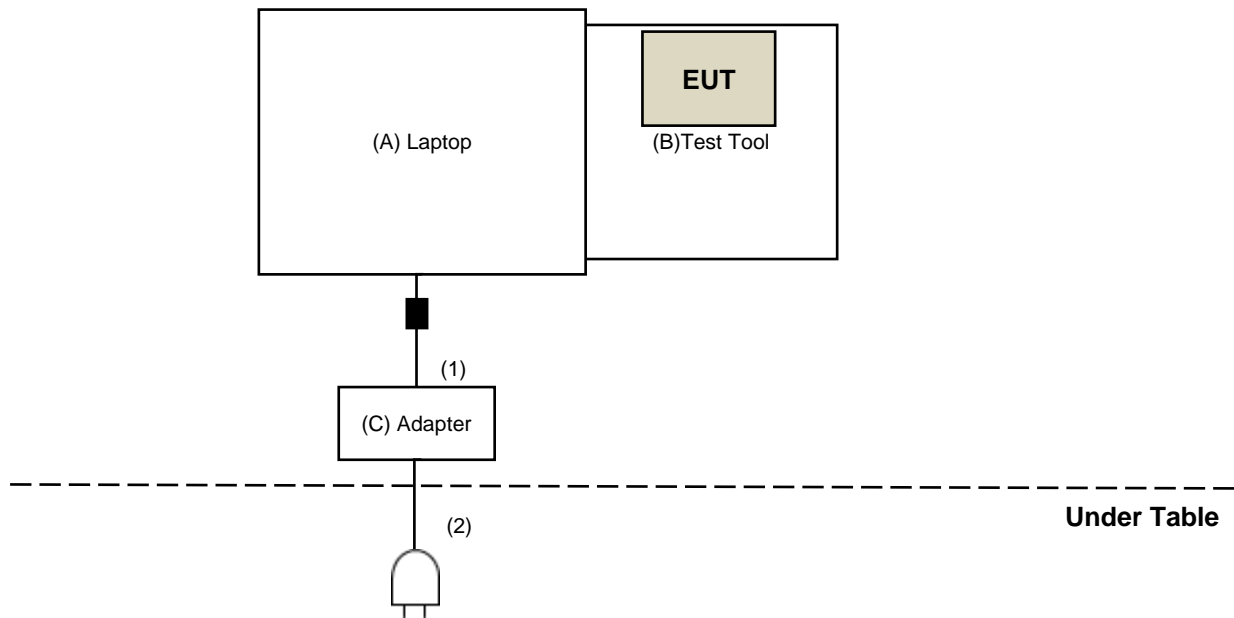 EUT
(A) Laptop
(B)Test Tool
(1)
(C) Adapter
Under Table
(2)